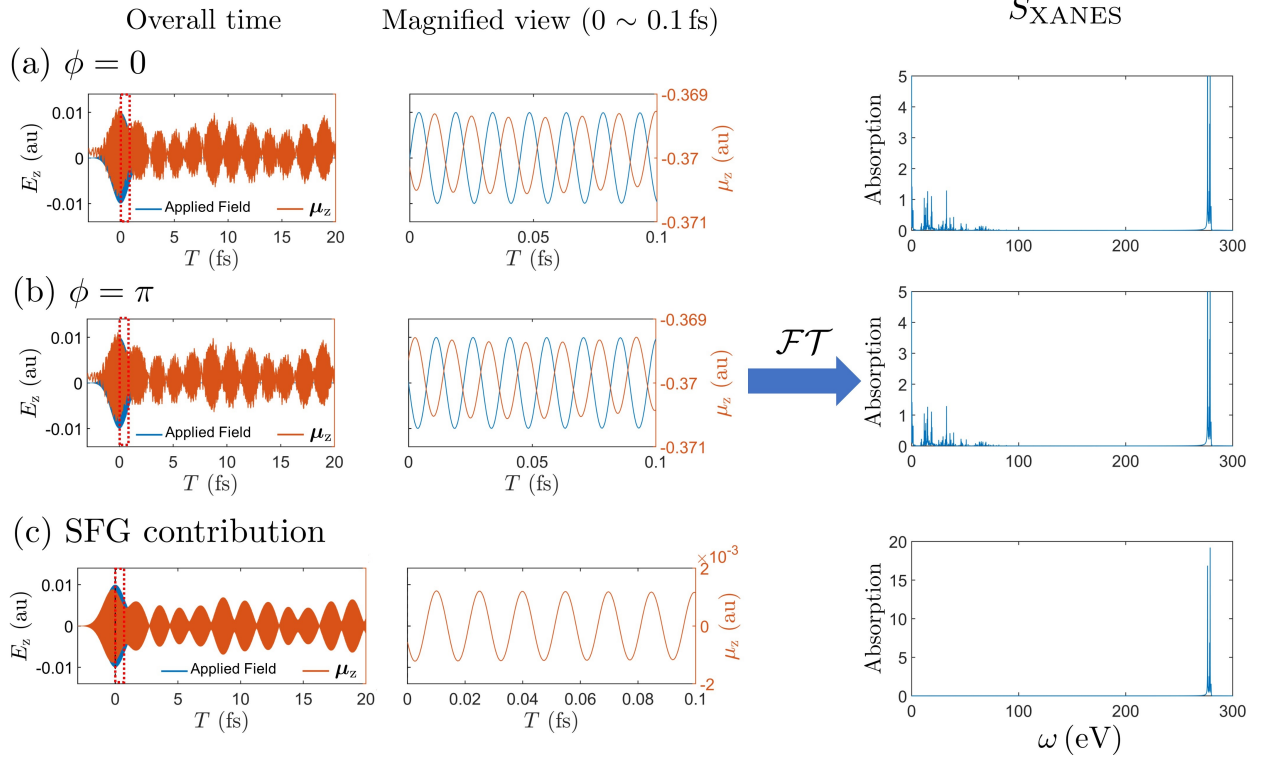 Overall time
Magnified view (0 ∼ 0.1 fs)
S_XANES
(a) ϕ = 0
0.01
0
-0.01
E_z (au)
Applied Field
μ_z
0 5 10 15 20
T (fs)
-0.369
-0.37
-0.371
μ_z (au)
0 0.05 0.1
T (fs)
5
4
3
2
1
0
Absorption
0 100 200 300
(b) ϕ = π
0.01
0
-0.01
E_z (au)
Applied Field
μ_z
0 5 10 15 20
T (fs)
-0.369
-0.37
-0.371
μ_z (au)
0 0.05 0.1
T (fs)
ℱ𝒯
5
4
3
2
1
0
Absorption
0 100 200 300
(c) SFG contribution
0.01
0
-0.01
E_z (au)
Applied Field
μ_z
0 5 10 15 20
T (fs)
×10⁻³
2
0
-2
μ_z (au)
0 0.02 0.04 0.06 0.08 0.1
T (fs)
20
15
10
5
0
Absorption
0 100 200 300
ω (eV)